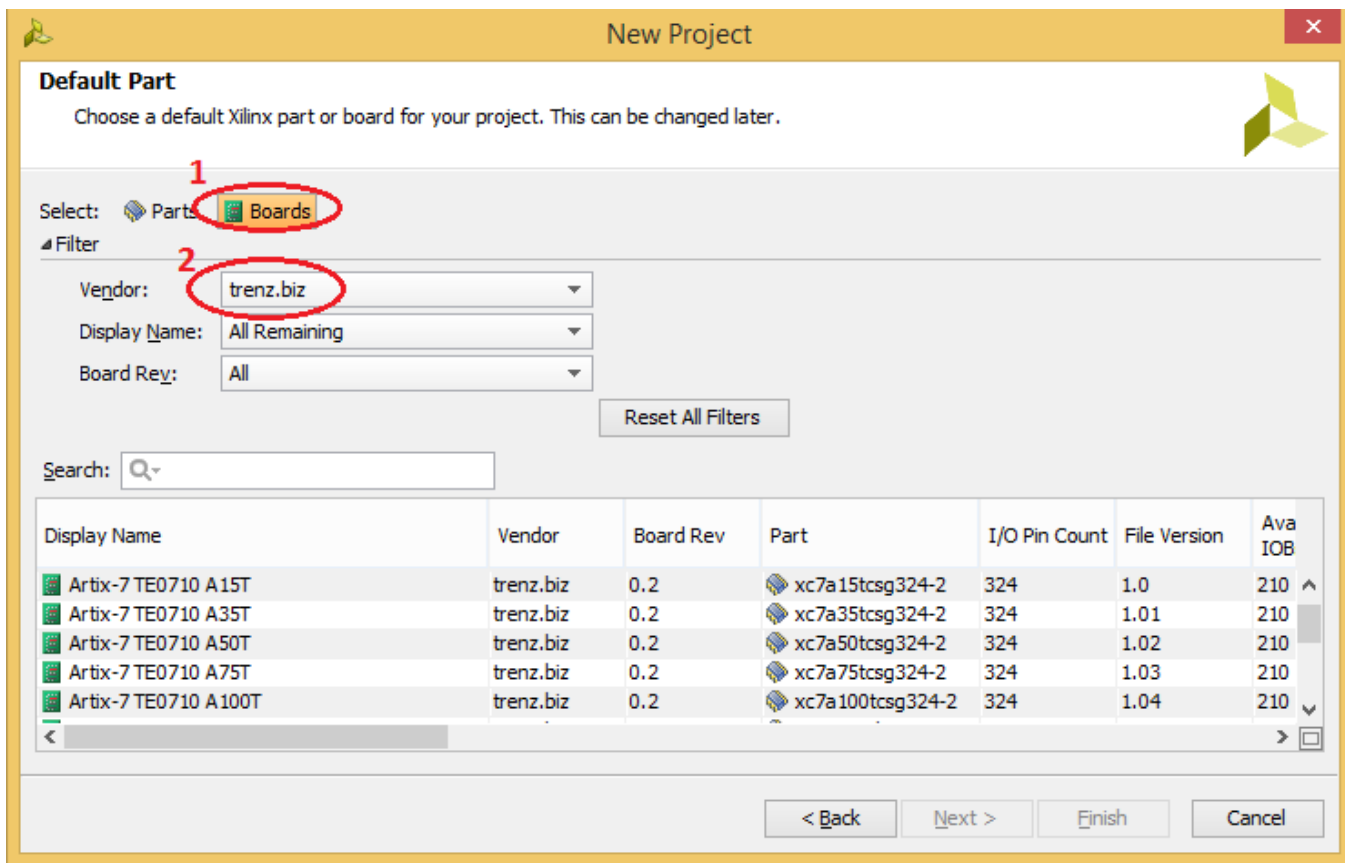 New Project
Default Part
Choose a default Xilinx part or board for your project. This can be changed later.
1
Select: Parts Boards
Filter
2
Vendor: trenz.biz
Display Name: All Remaining
Board Rev: All
Reset All Filters
Search:
Display Name Vendor Board Rev Part I/O Pin Count File Version Ava IOB
Artix-7 TE0710 A15T trenz.biz 0.2 xc7a15tcsg324-2 324 1.0 210
Artix-7 TE0710 A35T trenz.biz 0.2 xc7a35tcsg324-2 324 1.01 210
Artix-7 TE0710 A50T trenz.biz 0.2 xc7a50tcsg324-2 324 1.02 210
Artix-7 TE0710 A75T trenz.biz 0.2 xc7a75tcsg324-2 324 1.03 210
Artix-7 TE0710 A100T trenz.biz 0.2 xc7a100tcsg324-2 324 1.04 210
< Back Next > Finish Cancel